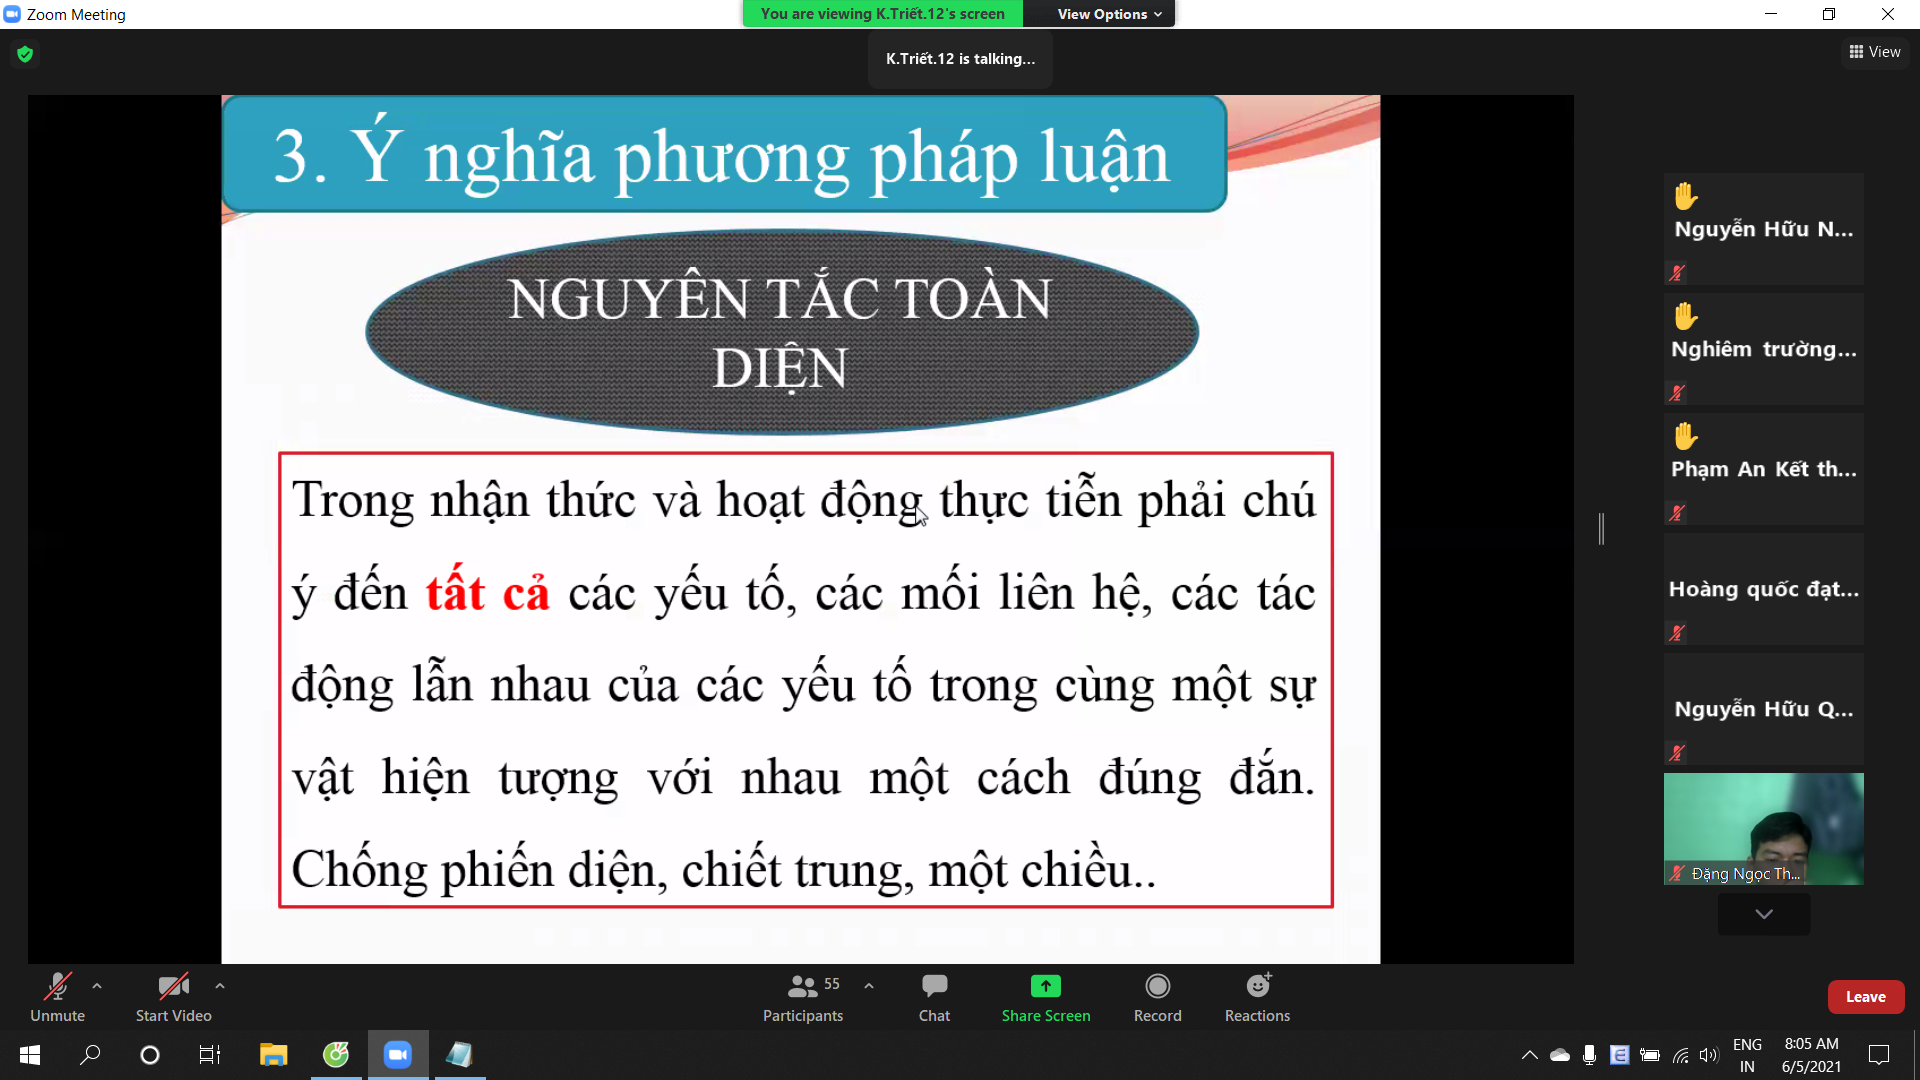 Zoom Meeting
You are viewing K.Triết.12's screen
View Options
K.Triết.12 is talking...
View
3. Ý nghĩa phương pháp luận
NGUYÊN TẮC TOÀN
DIỆN
Trong nhận thức và hoạt động thực tiễn phải chú
ý đến tất cả các yếu tố, các mối liên hệ, các tác
động lẫn nhau của các yếu tố trong cùng một sự
vật hiện tượng với nhau một cách đúng đắn.
Chống phiến diện, chiết trung, một chiều..
Nguyễn Hữu N...
Nghiêm trường...
Phạm An Kết th...
Hoàng quốc đạt...
Nguyễn Hữu Q...
Đặng Ngọc Th...
Unmute
Start Video
55
Participants
Chat
Share Screen
Record
Reactions
Leave
ENG
IN
8:05 AM
6/5/2021